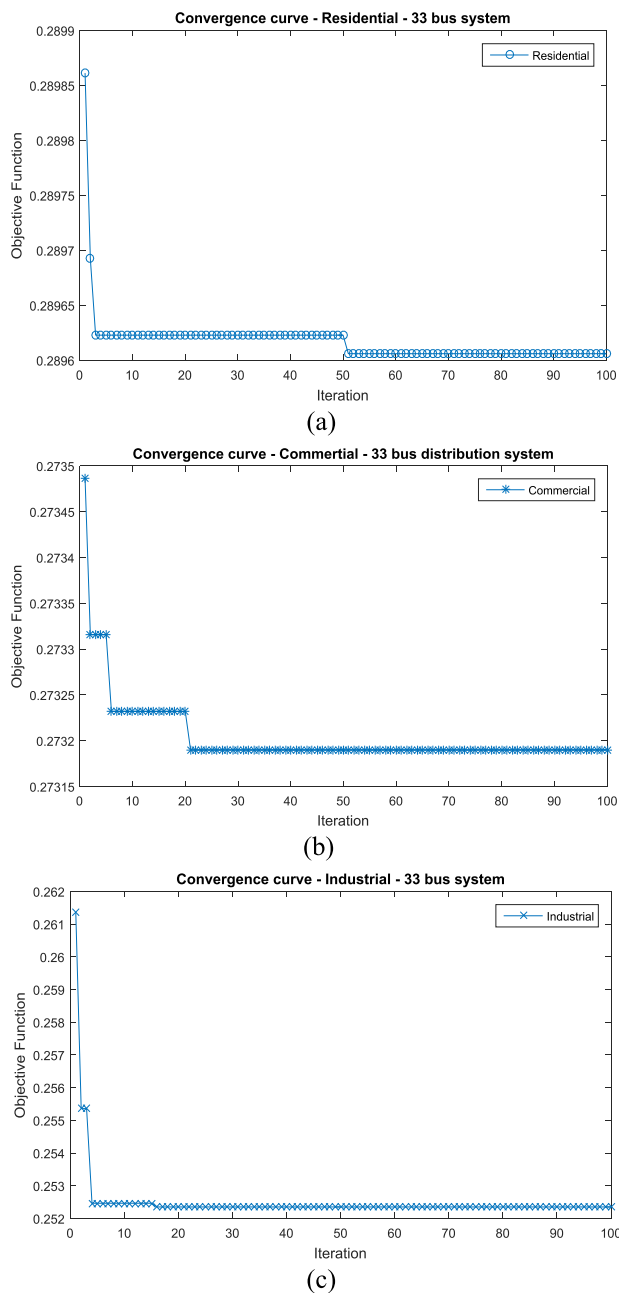 Convergence curve - Residential - 33 bus system
0.2899
0.28985
0.2898
0.28975
0.2897
0.28965
0.2896
Objective Function
Residential
0 10 20 30 40 50 60 70 80 90 100
Iteration
(a)
Convergence curve - Commertial - 33 bus distribution system
0.2735
0.27345
0.2734
0.27335
0.2733
0.27325
0.2732
0.27315
Objective Function
Commercial
0 10 20 30 40 50 60 70 80 90 100
Iteration
(b)
Convergence curve - Industrial - 33 bus system
0.262
0.261
0.26
0.259
0.258
0.257
0.256
0.255
0.254
0.253
0.252
Objective Function
Industrial
0 10 20 30 40 50 60 70 80 90 100
Iteration
(c)